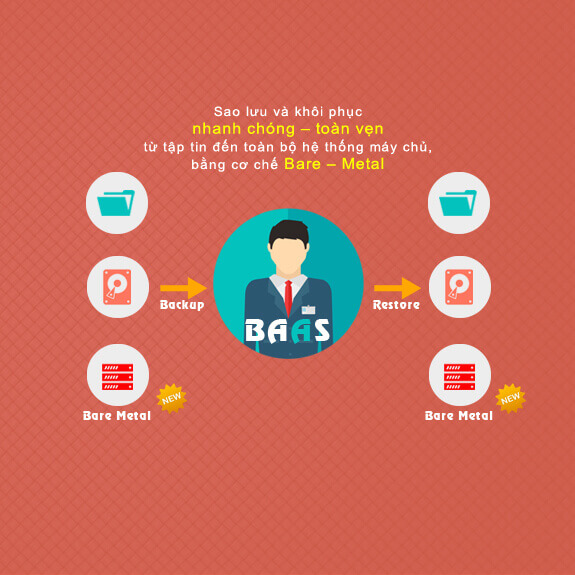 Sao lưu và khôi phục
nhanh chóng – toàn vẹn
từ tập tin đến toàn bộ hệ thống máy chủ,
bằng cơ chế Bare – Metal
Backup
BAAS
Restore
Bare Metal
NEW
Bare Metal
NEW